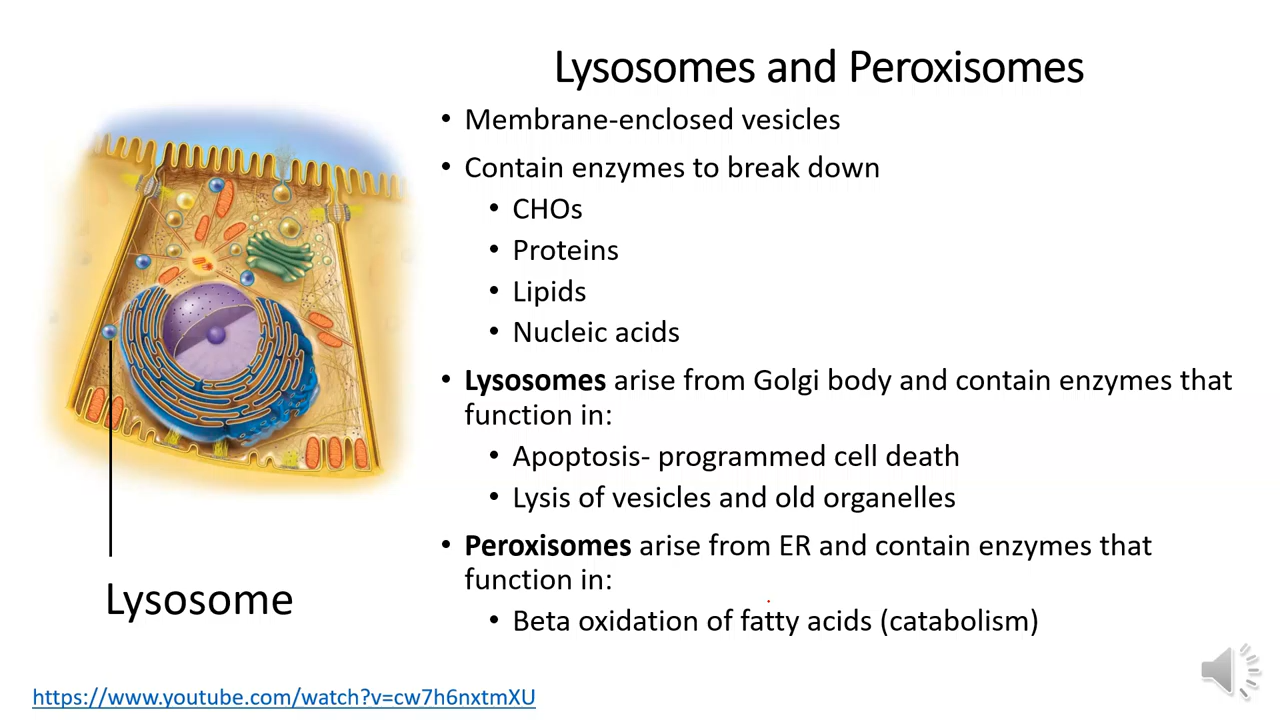 Lysosomes and Peroxisomes
• Membrane-enclosed vesicles
• Contain enzymes to break down
• CHOs
• Proteins
• Lipids
• Nucleic acids
• Lysosomes arise from Golgi body and contain enzymes that
function in:
• Apoptosis- programmed cell death
• Lysis of vesicles and old organelles
• Peroxisomes arise from ER and contain enzymes that
function in:
• Beta oxidation of fatty acids (catabolism)
Lysosome
https://www.youtube.com/watch?v=cw7h6nxtmXU